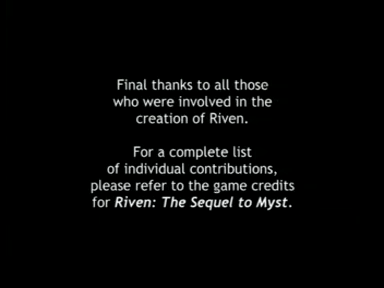 Final thanks to all those
who were involved in the
creation of Riven.
For a complete list
of individual contributions,
please refer to the game credits
for Riven: The Sequel to Myst.